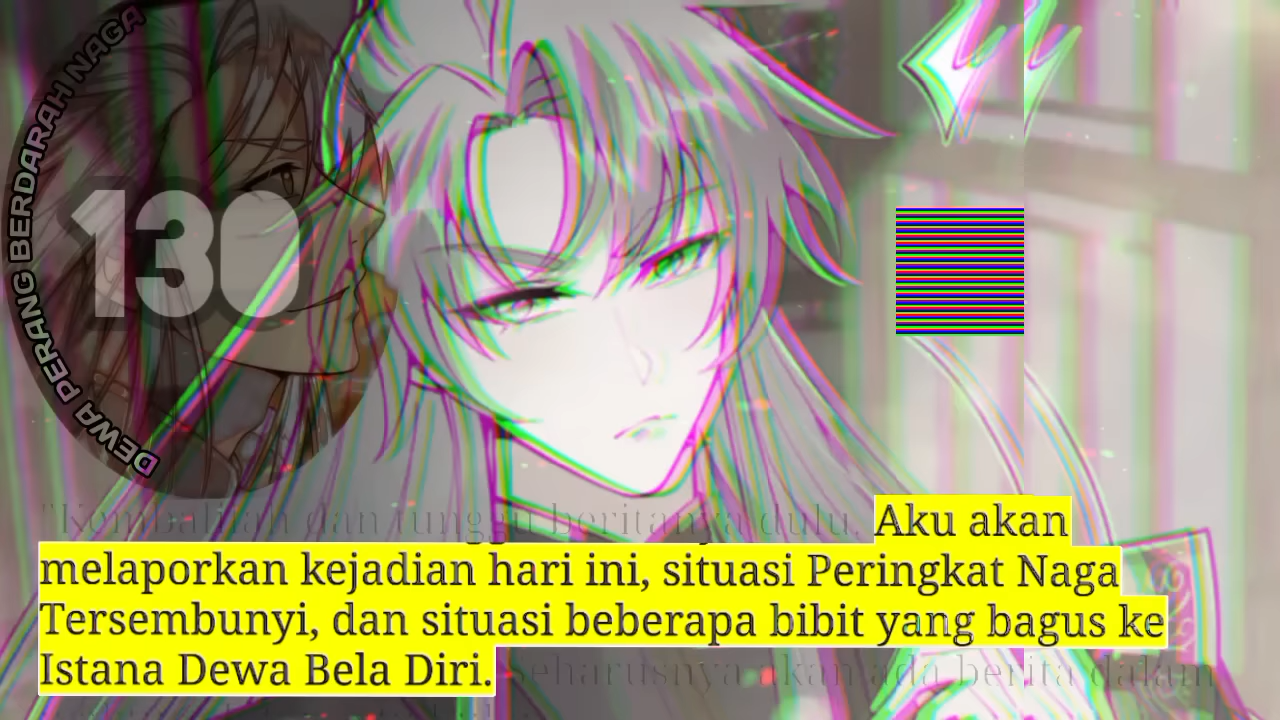 DEWA PERANG BERDARAH NAGA
130
"Kembalilah dan tunggu beritanya dulu. Aku akan
melaporkan kejadian hari ini, situasi Peringkat Naga
Tersembunyi, dan situasi beberapa bibit yang bagus ke
Istana Dewa Bela Diri. Seharusnya akan ada berita dalam